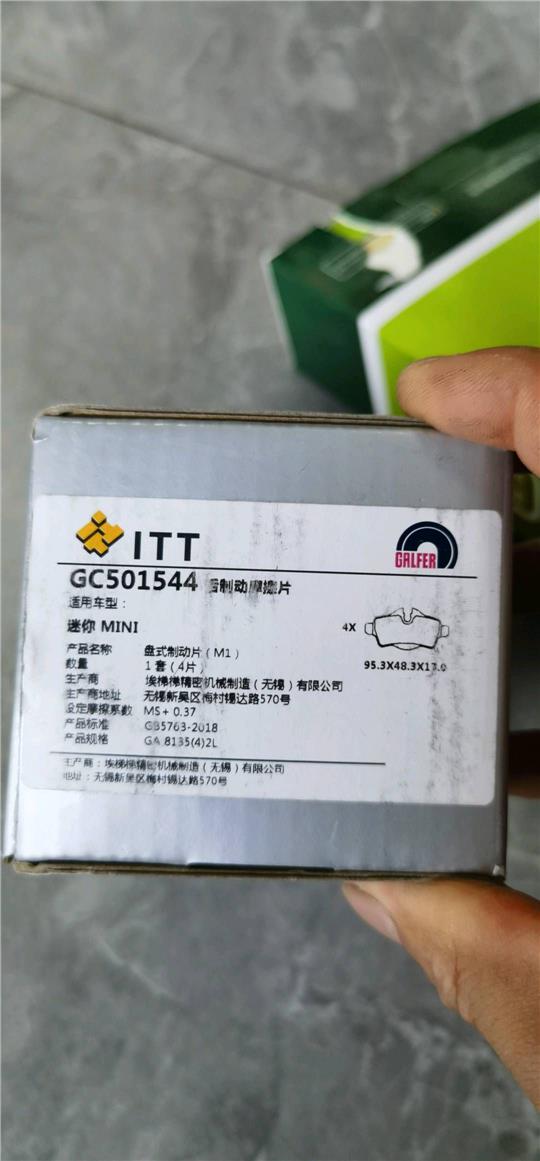 ITT
GALFER
GC501544 后制动摩擦片
适用车型：
迷你 MINI
4X
95.3X48.3X17.0
产品名称 盘式制动片（M1）
数量 1 套（4片）
生产商 埃梯梯精密机械制造（无锡）有限公司
生产商地址 无锡新吴区梅村锡达路570号
设定摩擦系数 MS+ 0.37
产品标准 GB5763-2018
产品规格 GA 8135(4)2L
生产商：埃梯梯精密机械制造（无锡）有限公司
地址：无锡新吴区梅村锡达路570号